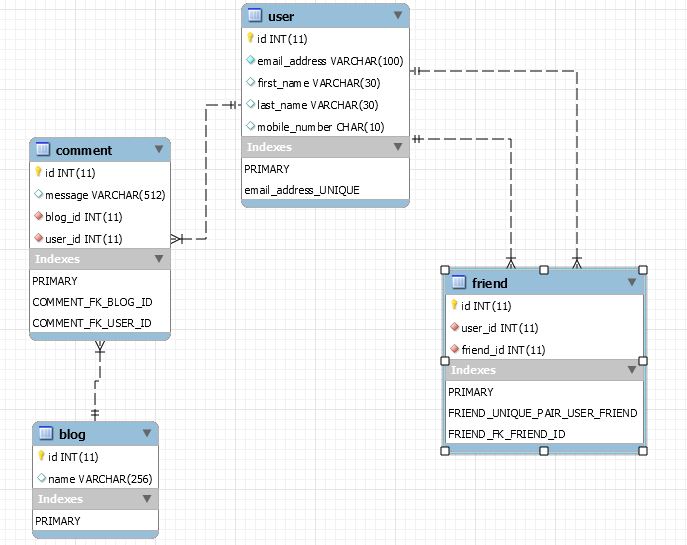 user
id INT(11)
email_address VARCHAR(100)
first_name VARCHAR(30)
last_name VARCHAR(30)
mobile_number CHAR(10)
Indexes
PRIMARY
email_address_UNIQUE
comment
id INT(11)
message VARCHAR(512)
blog_id INT(11)
user_id INT(11)
Indexes
PRIMARY
COMMENT_FK_BLOG_ID
COMMENT_FK_USER_ID
friend
id INT(11)
user_id INT(11)
friend_id INT(11)
Indexes
PRIMARY
FRIEND_UNIQUE_PAIR_USER_FRIEND
FRIEND_FK_FRIEND_ID
blog
id INT(11)
name VARCHAR(256)
Indexes
PRIMARY